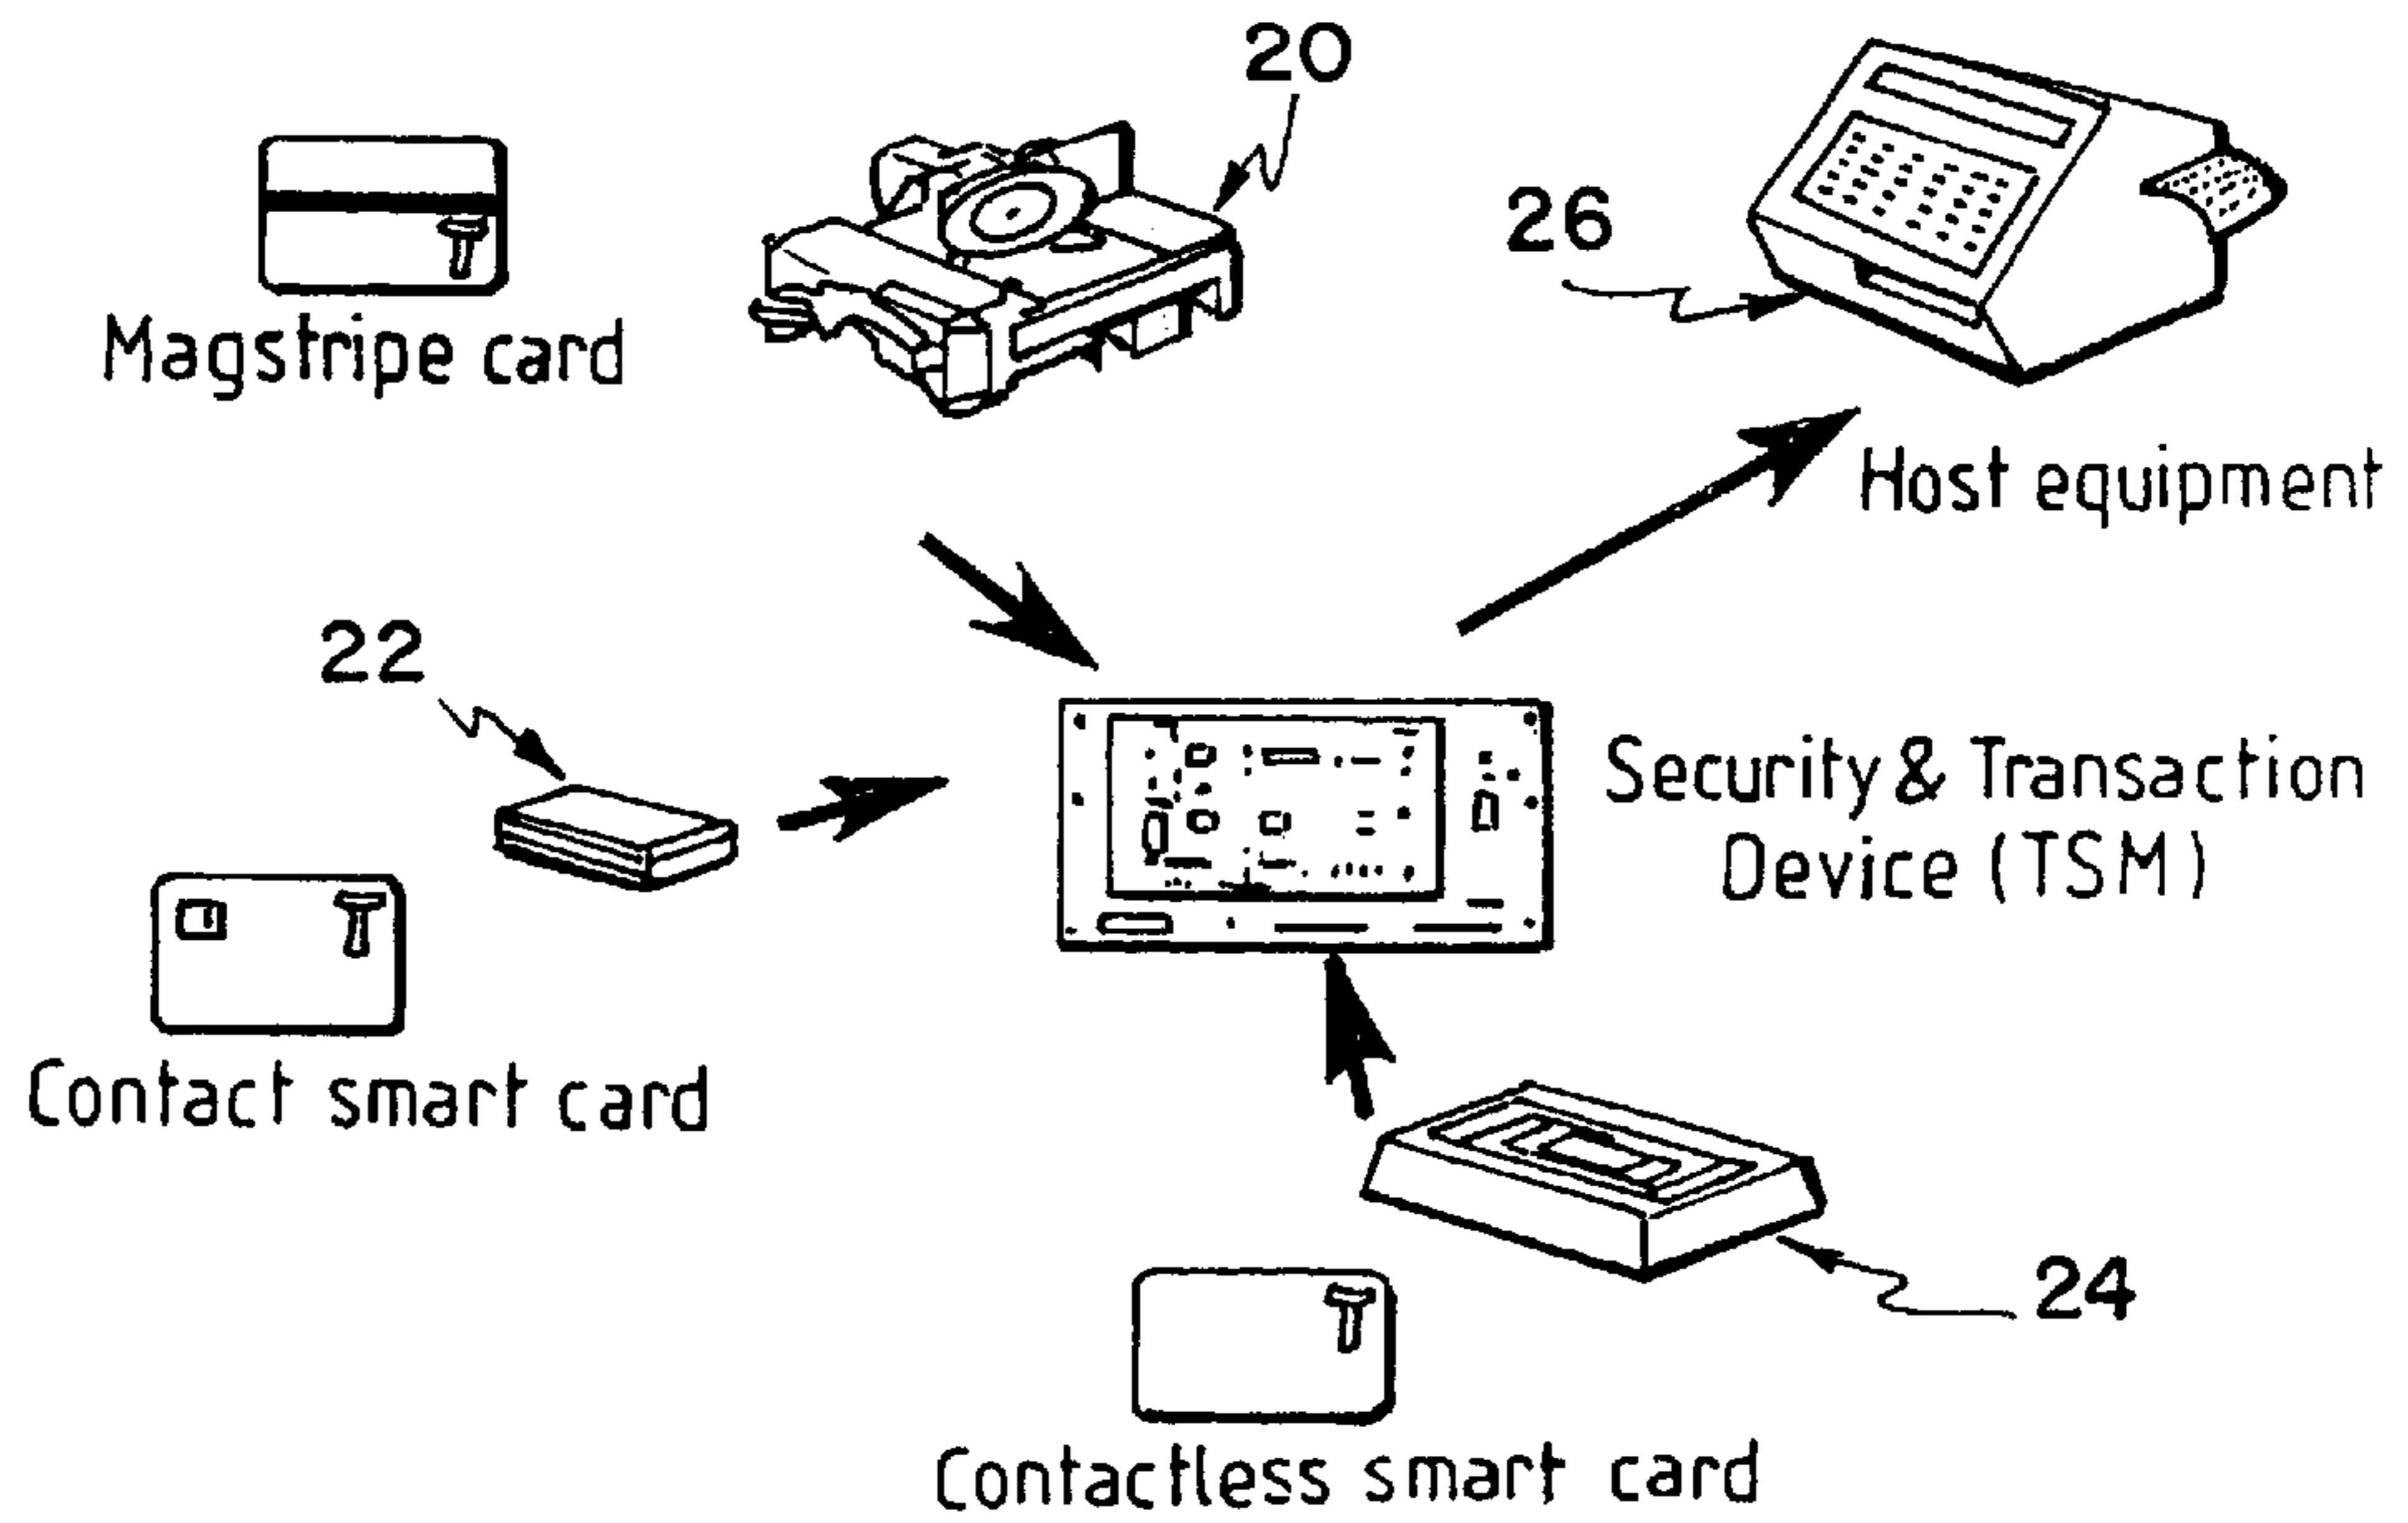 20
Magstripe card
26
Host equipment
22
Security & Transaction
Device (TSM)
Contact smart card
24
Contactless smart card